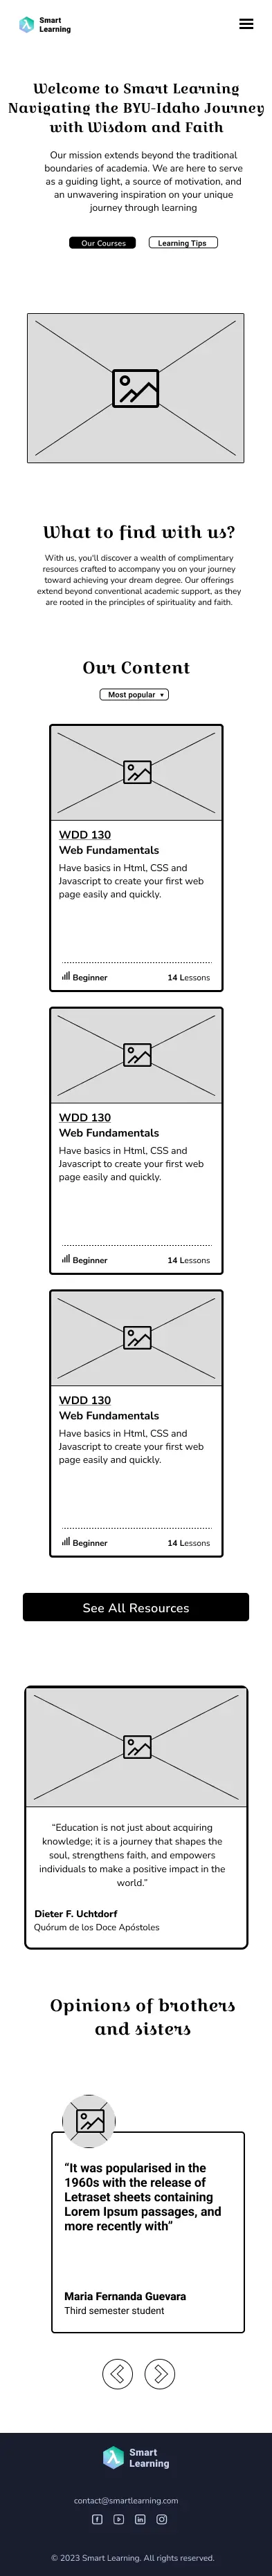 Smart
Learning
Welcome to Smart Learning
Navigating the BYU-Idaho Journey
with Wisdom and Faith
Our mission extends beyond the traditional
boundaries of academia. We are here to serve
as a guiding light, a source of motivation, and
an unwavering inspiration on your unique
journey through learning
Our Courses
Learning Tips
What to find with us?
With us, you'll discover a wealth of complimentary
resources crafted to accompany you on your journey
toward achieving your dream degree. Our offerings
extend beyond conventional academic support, as they
are rooted in the principles of spirituality and faith.
Our Content
Most popular
WDD 130
Web Fundamentals
Have basics in Html, CSS and
Javascript to create your first web
page easily and quickly.
Beginner
14 Lessons
WDD 130
Web Fundamentals
Have basics in Html, CSS and
Javascript to create your first web
page easily and quickly.
Beginner
14 Lessons
WDD 130
Web Fundamentals
Have basics in Html, CSS and
Javascript to create your first web
page easily and quickly.
Beginner
14 Lessons
See All Resources
“Education is not just about acquiring
knowledge; it is a journey that shapes the
soul, strengthens faith, and empowers
individuals to make a positive impact in the
world.”
Dieter F. Uchtdorf
Quórum de los Doce Apóstoles
Opinions of brothers
and sisters
“It was popularised in the
1960s with the release of
Letraset sheets containing
Lorem Ipsum passages, and
more recently with”
Maria Fernanda Guevara
Third semester student
Smart
Learning
contact@smartlearning.com
© 2023 Smart Learning. All rights reserved.